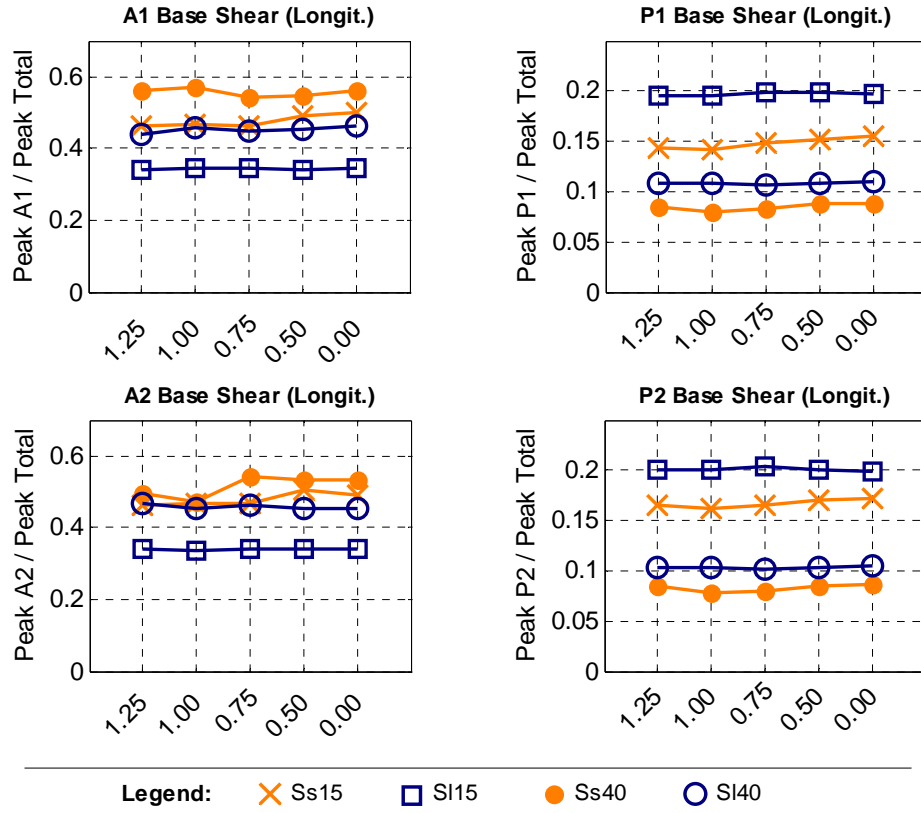 A1 Base Shear (Longit.)
Peak A1 / Peak Total
0.6
0.4
0.2
0
1.25 1.00 0.75 0.50 0.00
P1 Base Shear (Longit.)
Peak P1 / Peak Total
0.2
0.15
0.1
0.05
0
1.25 1.00 0.75 0.50 0.00
A2 Base Shear (Longit.)
Peak A2 / Peak Total
0.6
0.4
0.2
0
1.25 1.00 0.75 0.50 0.00
P2 Base Shear (Longit.)
Peak P2 / Peak Total
0.2
0.15
0.1
0.05
0
1.25 1.00 0.75 0.50 0.00
Legend: Ss15 Sl15 Ss40 Sl40